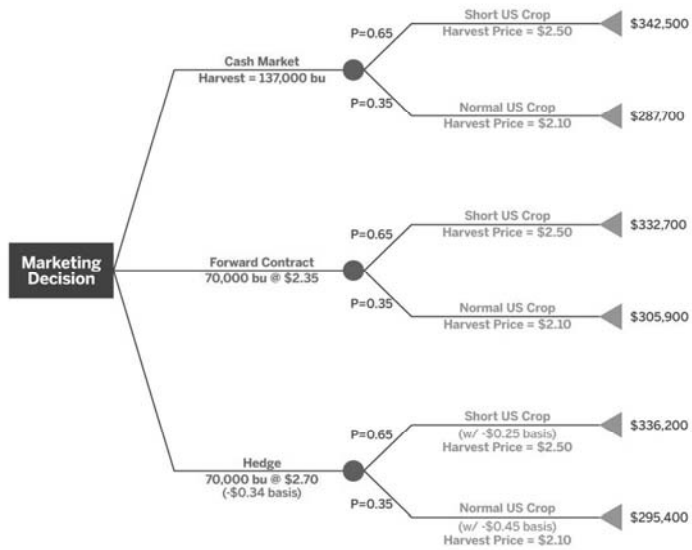 Marketing
Decision
Cash Market
Harvest = 137,000 bu
P=0.65
Short US Crop
Harvest Price = $2.50
$342,500
P=0.35
Normal US Crop
Harvest Price = $2.10
$287,700
Forward Contract
70,000 bu @ $2.35
P=0.65
Short US Crop
Harvest Price = $2.50
$332,700
P=0.35
Normal US Crop
Harvest Price = $2.10
$305,900
Hedge
70,000 bu @ $2.70
(-$0.34 basis)
P=0.65
Short US Crop
(w/ -$0.25 basis)
Harvest Price = $2.50
$336,200
P=0.35
Normal US Crop
(w/ -$0.45 basis)
Harvest Price = $2.10
$295,400